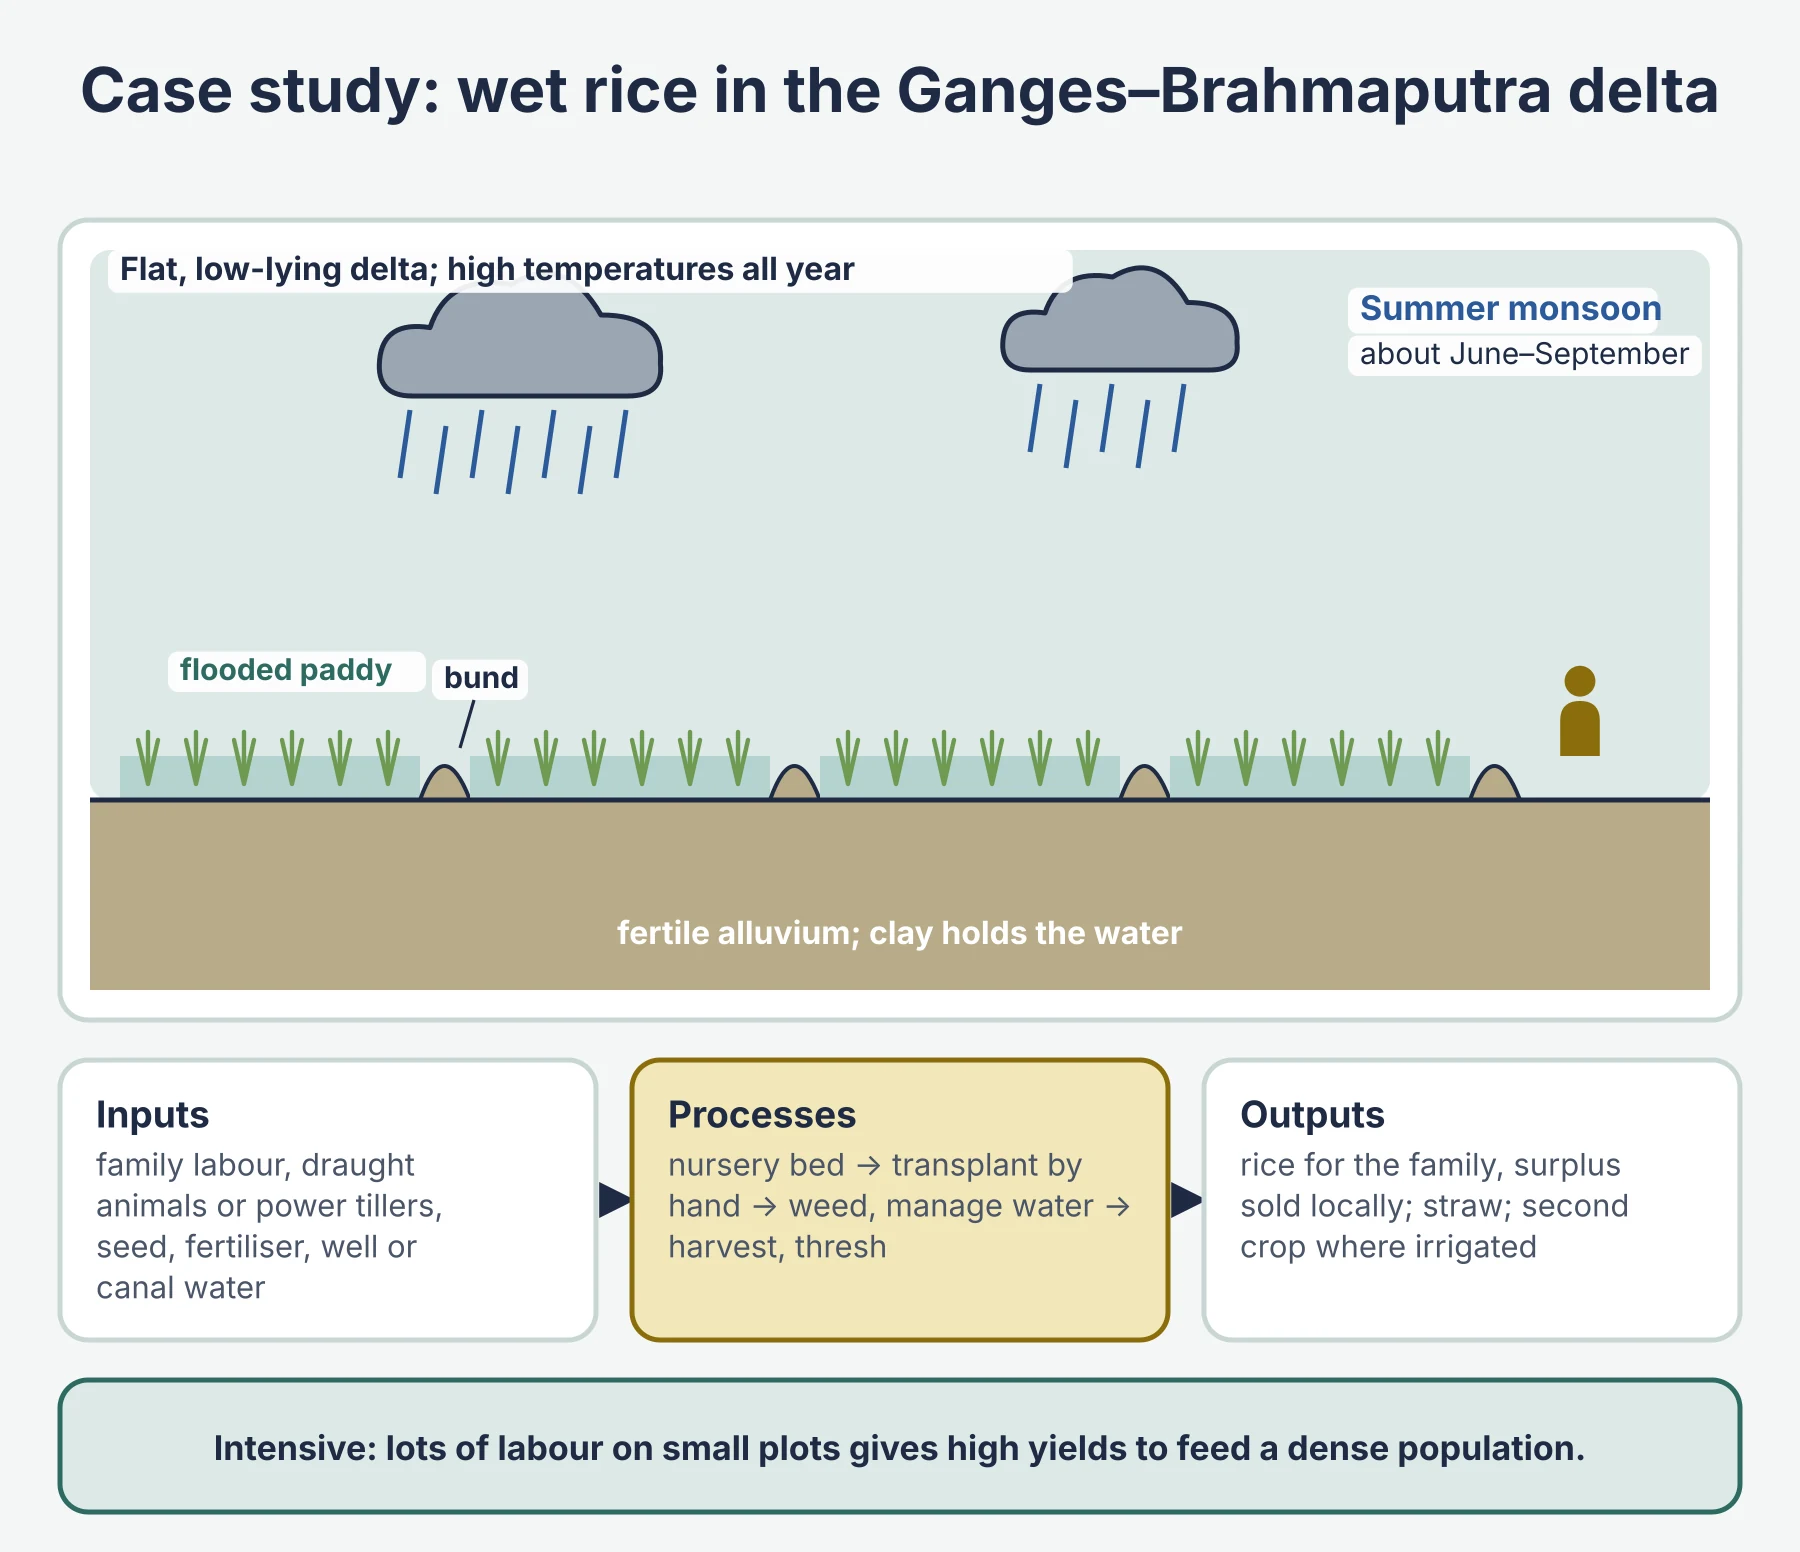 Case study: wet rice in the Ganges–Brahmaputra delta
Flat, low-lying delta; high temperatures all year
Summer monsoon
about June–September
flooded paddy
bund
fertile alluvium; clay holds the water
Inputs
family labour, draught
animals or power tillers,
seed, fertiliser, well or
canal water
Processes
nursery bed → transplant by
hand → weed, manage water →
harvest, thresh
Outputs
rice for the family, surplus
sold locally; straw; second
crop where irrigated
Intensive: lots of labour on small plots gives high yields to feed a dense population.